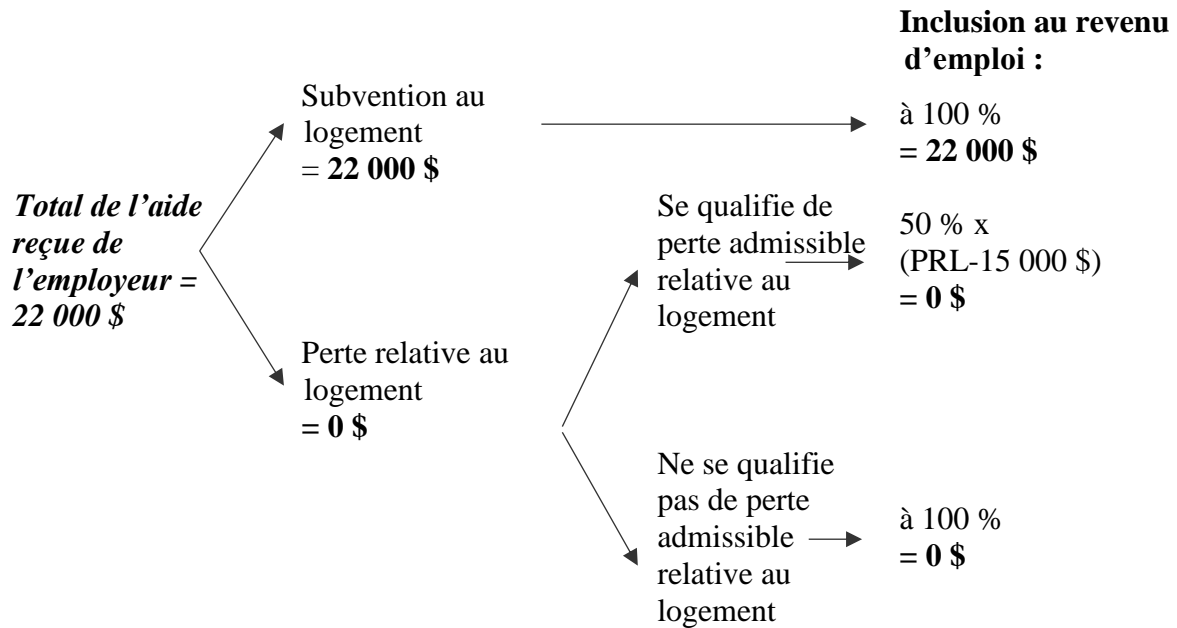 Inclusion au revenu
d’emploi :
Subvention au
logement
= 22 000 $
à 100 %
= 22 000 $
Total de l’aide
reçue de
l’employeur =
22 000 $
Se qualifie de
perte admissible
relative au
logement
50 % x
(PRL-15 000 $)
= 0 $
Perte relative au
logement
= 0 $
Ne se qualifie
pas de perte
admissible
relative au
logement
à 100 %
= 0 $